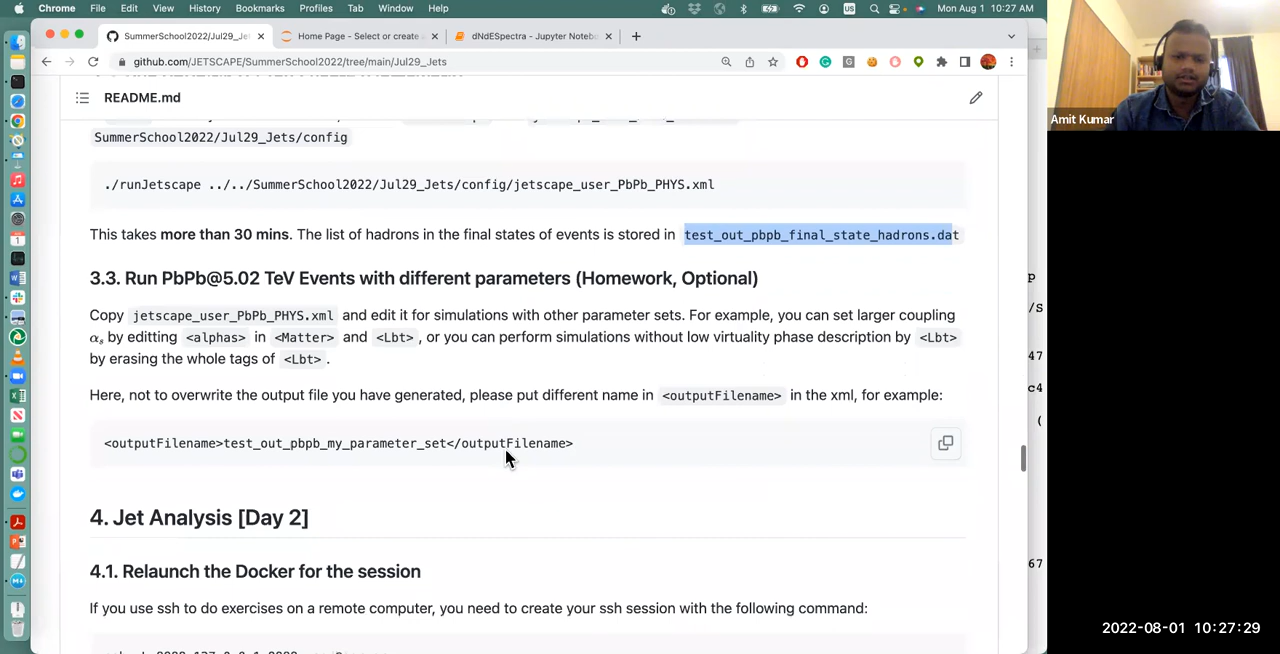 Chrome File Edit View History Bookmarks Profiles Tab Window Help Mon Aug 1 10:27 AM
SummerSchool2022/Jul29_Je
Home Page - Select or create
dNdESpectra - Jupyter Noteb
github.com/JETSCAPE/SummerSchool2022/tree/main/Jul29_Jets
README.md
SummerSchool2022/Jul29_Jets/config
./runJetscape ../../SummerSchool2022/Jul29_Jets/config/jetscape_user_PbPb_PHYS.xml
This takes more than 30 mins. The list of hadrons in the final states of events is stored in test_out_pbpb_final_state_hadrons.dat
3.3. Run PbPb@5.02 TeV Events with different parameters (Homework, Optional)
Copy jetscape_user_PbPb_PHYS.xml and edit it for simulations with other parameter sets. For example, you can set larger coupling
αs by editting <alphas> in <Matter> and <Lbt>, or you can perform simulations without low virtuality phase description by <Lbt>
by erasing the whole tags of <Lbt>.
Here, not to overwrite the output file you have generated, please put different name in <outputFilename> in the xml, for example:
<outputFilename>test_out_pbpb_my_parameter_set</outputFilename>
4. Jet Analysis [Day 2]
4.1. Relaunch the Docker for the session
If you use ssh to do exercises on a remote computer, you need to create your ssh session with the following command:
p
/S
47
c4
(
67
Amit Kumar
2022-08-01 10:27:29